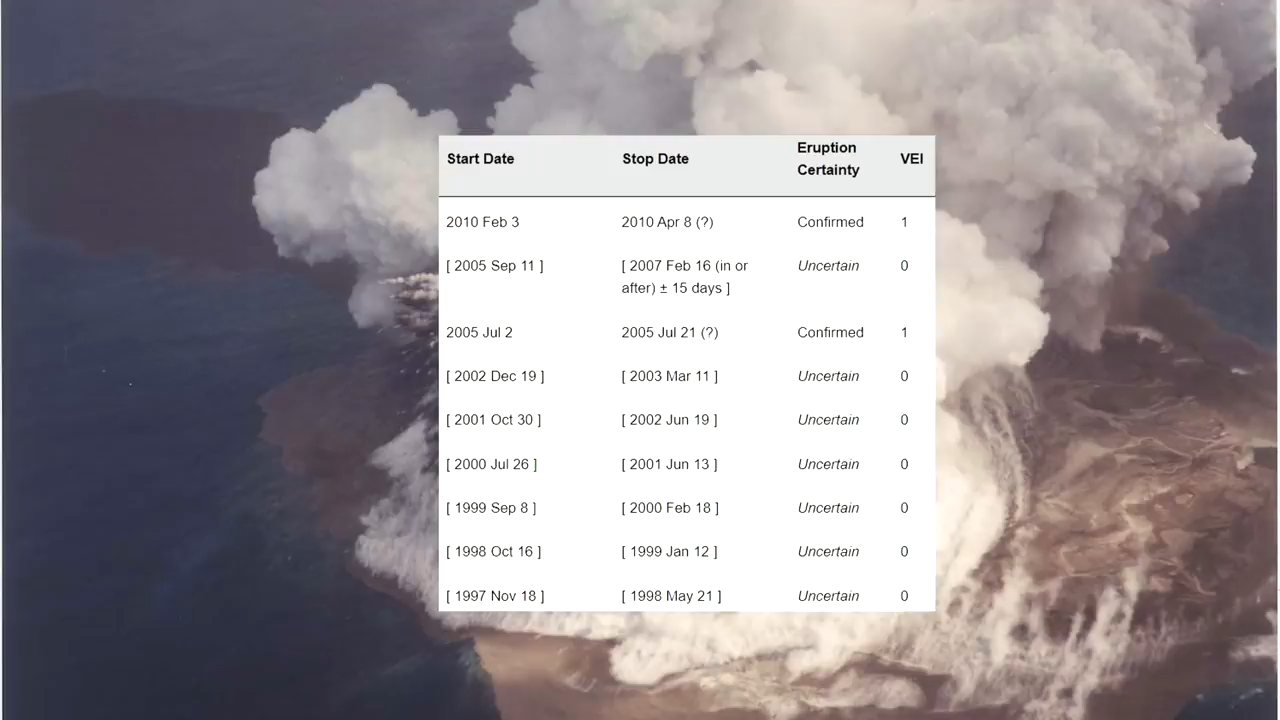 Start Date Stop Date Eruption Certainty VEI
2010 Feb 3 2010 Apr 8 (?) Confirmed 1
[ 2005 Sep 11 ] [ 2007 Feb 16 (in or after) ± 15 days ] Uncertain 0
2005 Jul 2 2005 Jul 21 (?) Confirmed 1
[ 2002 Dec 19 ] [ 2003 Mar 11 ] Uncertain 0
[ 2001 Oct 30 ] [ 2002 Jun 19 ] Uncertain 0
[ 2000 Jul 26 ] [ 2001 Jun 13 ] Uncertain 0
[ 1999 Sep 8 ] [ 2000 Feb 18 ] Uncertain 0
[ 1998 Oct 16 ] [ 1999 Jan 12 ] Uncertain 0
[ 1997 Nov 18 ] [ 1998 May 21 ] Uncertain 0